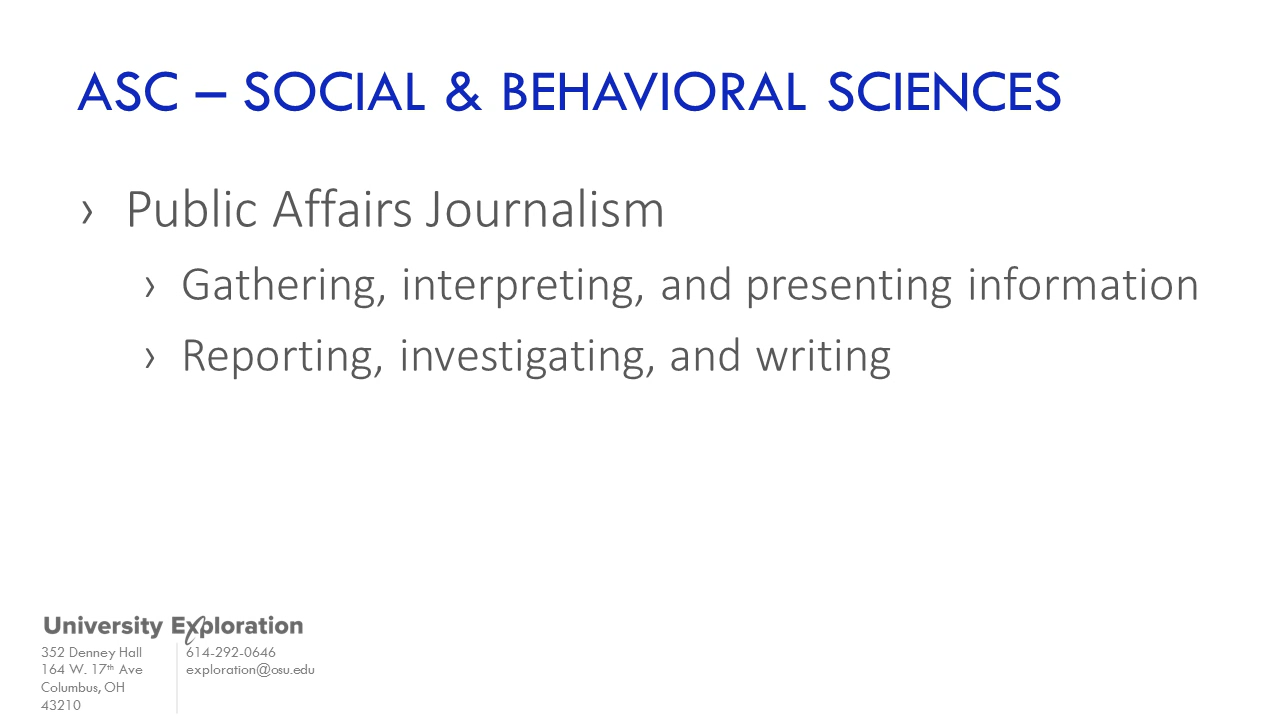 ASC – SOCIAL & BEHAVIORAL SCIENCES
› Public Affairs Journalism
› Gathering, interpreting, and presenting information
› Reporting, investigating, and writing
University Exploration
352 Denney Hall
164 W. 17th Ave
Columbus, OH
43210
614-292-0646
exploration@osu.edu